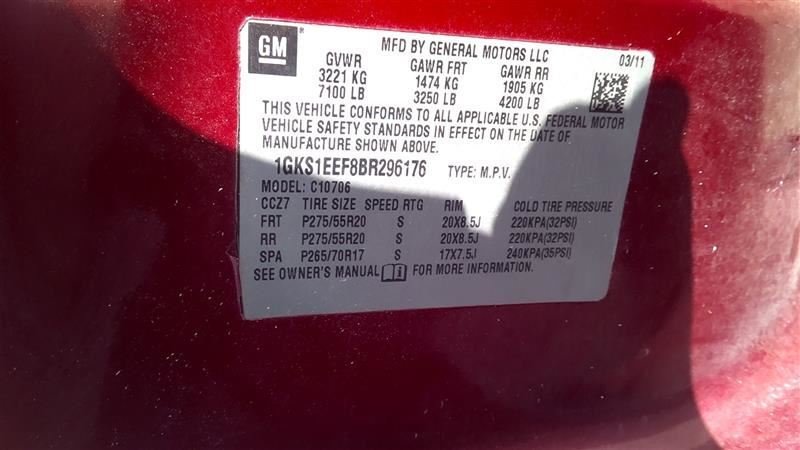 GM
MFD BY GENERAL MOTORS LLC 03/11
GVWR GAWR FRT GAWR RR
3221 KG 1474 KG 1905 KG
7100 LB 3250 LB 4200 LB
THIS VEHICLE CONFORMS TO ALL APPLICABLE U.S. FEDERAL MOTOR
VEHICLE SAFETY STANDARDS IN EFFECT ON THE DATE OF
MANUFACTURE SHOWN ABOVE.
1GKS1EEF8BR296176 TYPE: M.P.V.
MODEL: C10706
CCZ7 TIRE SIZE SPEED RTG RIM COLD TIRE PRESSURE
FRT P275/55R20 S 20X8.5J 220KPA(32PSI)
RR P275/55R20 S 20X8.5J 220KPA(32PSI)
SPA P265/70R17 S 17X7.5J 240KPA(35PSI)
SEE OWNER'S MANUAL FOR MORE INFORMATION.